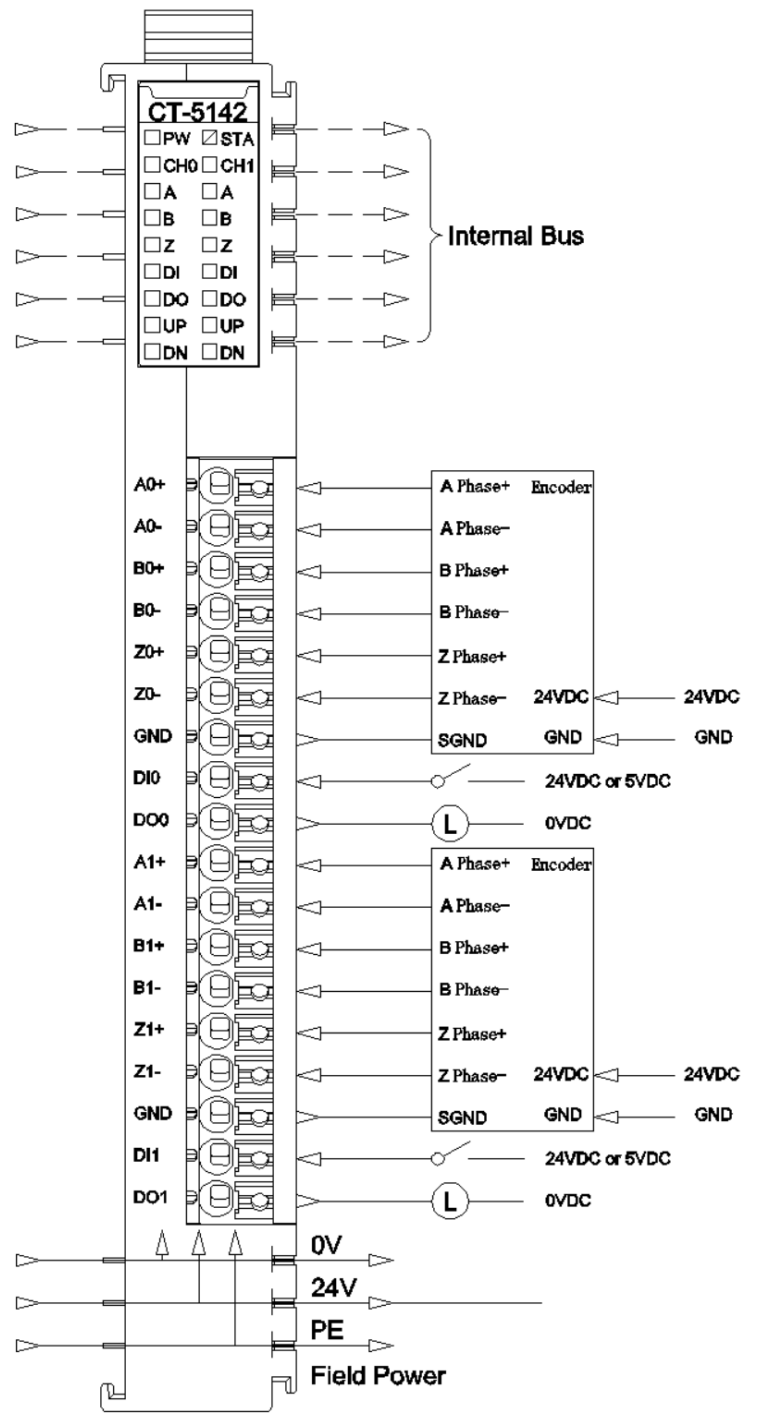 CT-5142
PW STA
CH0 CH1
A A
B B
Z Z
DI DI
DO DO
UP UP
DN DN
Internal Bus
A0+ A Phase+ Encoder
A0- A Phase-
B0+ B Phase+
B0- B Phase-
Z0+ Z Phase+
Z0- Z Phase- 24VDC 24VDC
GND SGND GND GND
DI0 24VDC or 5VDC
DO0 L 0VDC
A1+ A Phase+ Encoder
A1- A Phase-
B1+ B Phase+
B1- B Phase-
Z1+ Z Phase+
Z1- Z Phase- 24VDC 24VDC
GND SGND GND GND
DI1 24VDC or 5VDC
DO1 L 0VDC
0V
24V
PE
Field Power